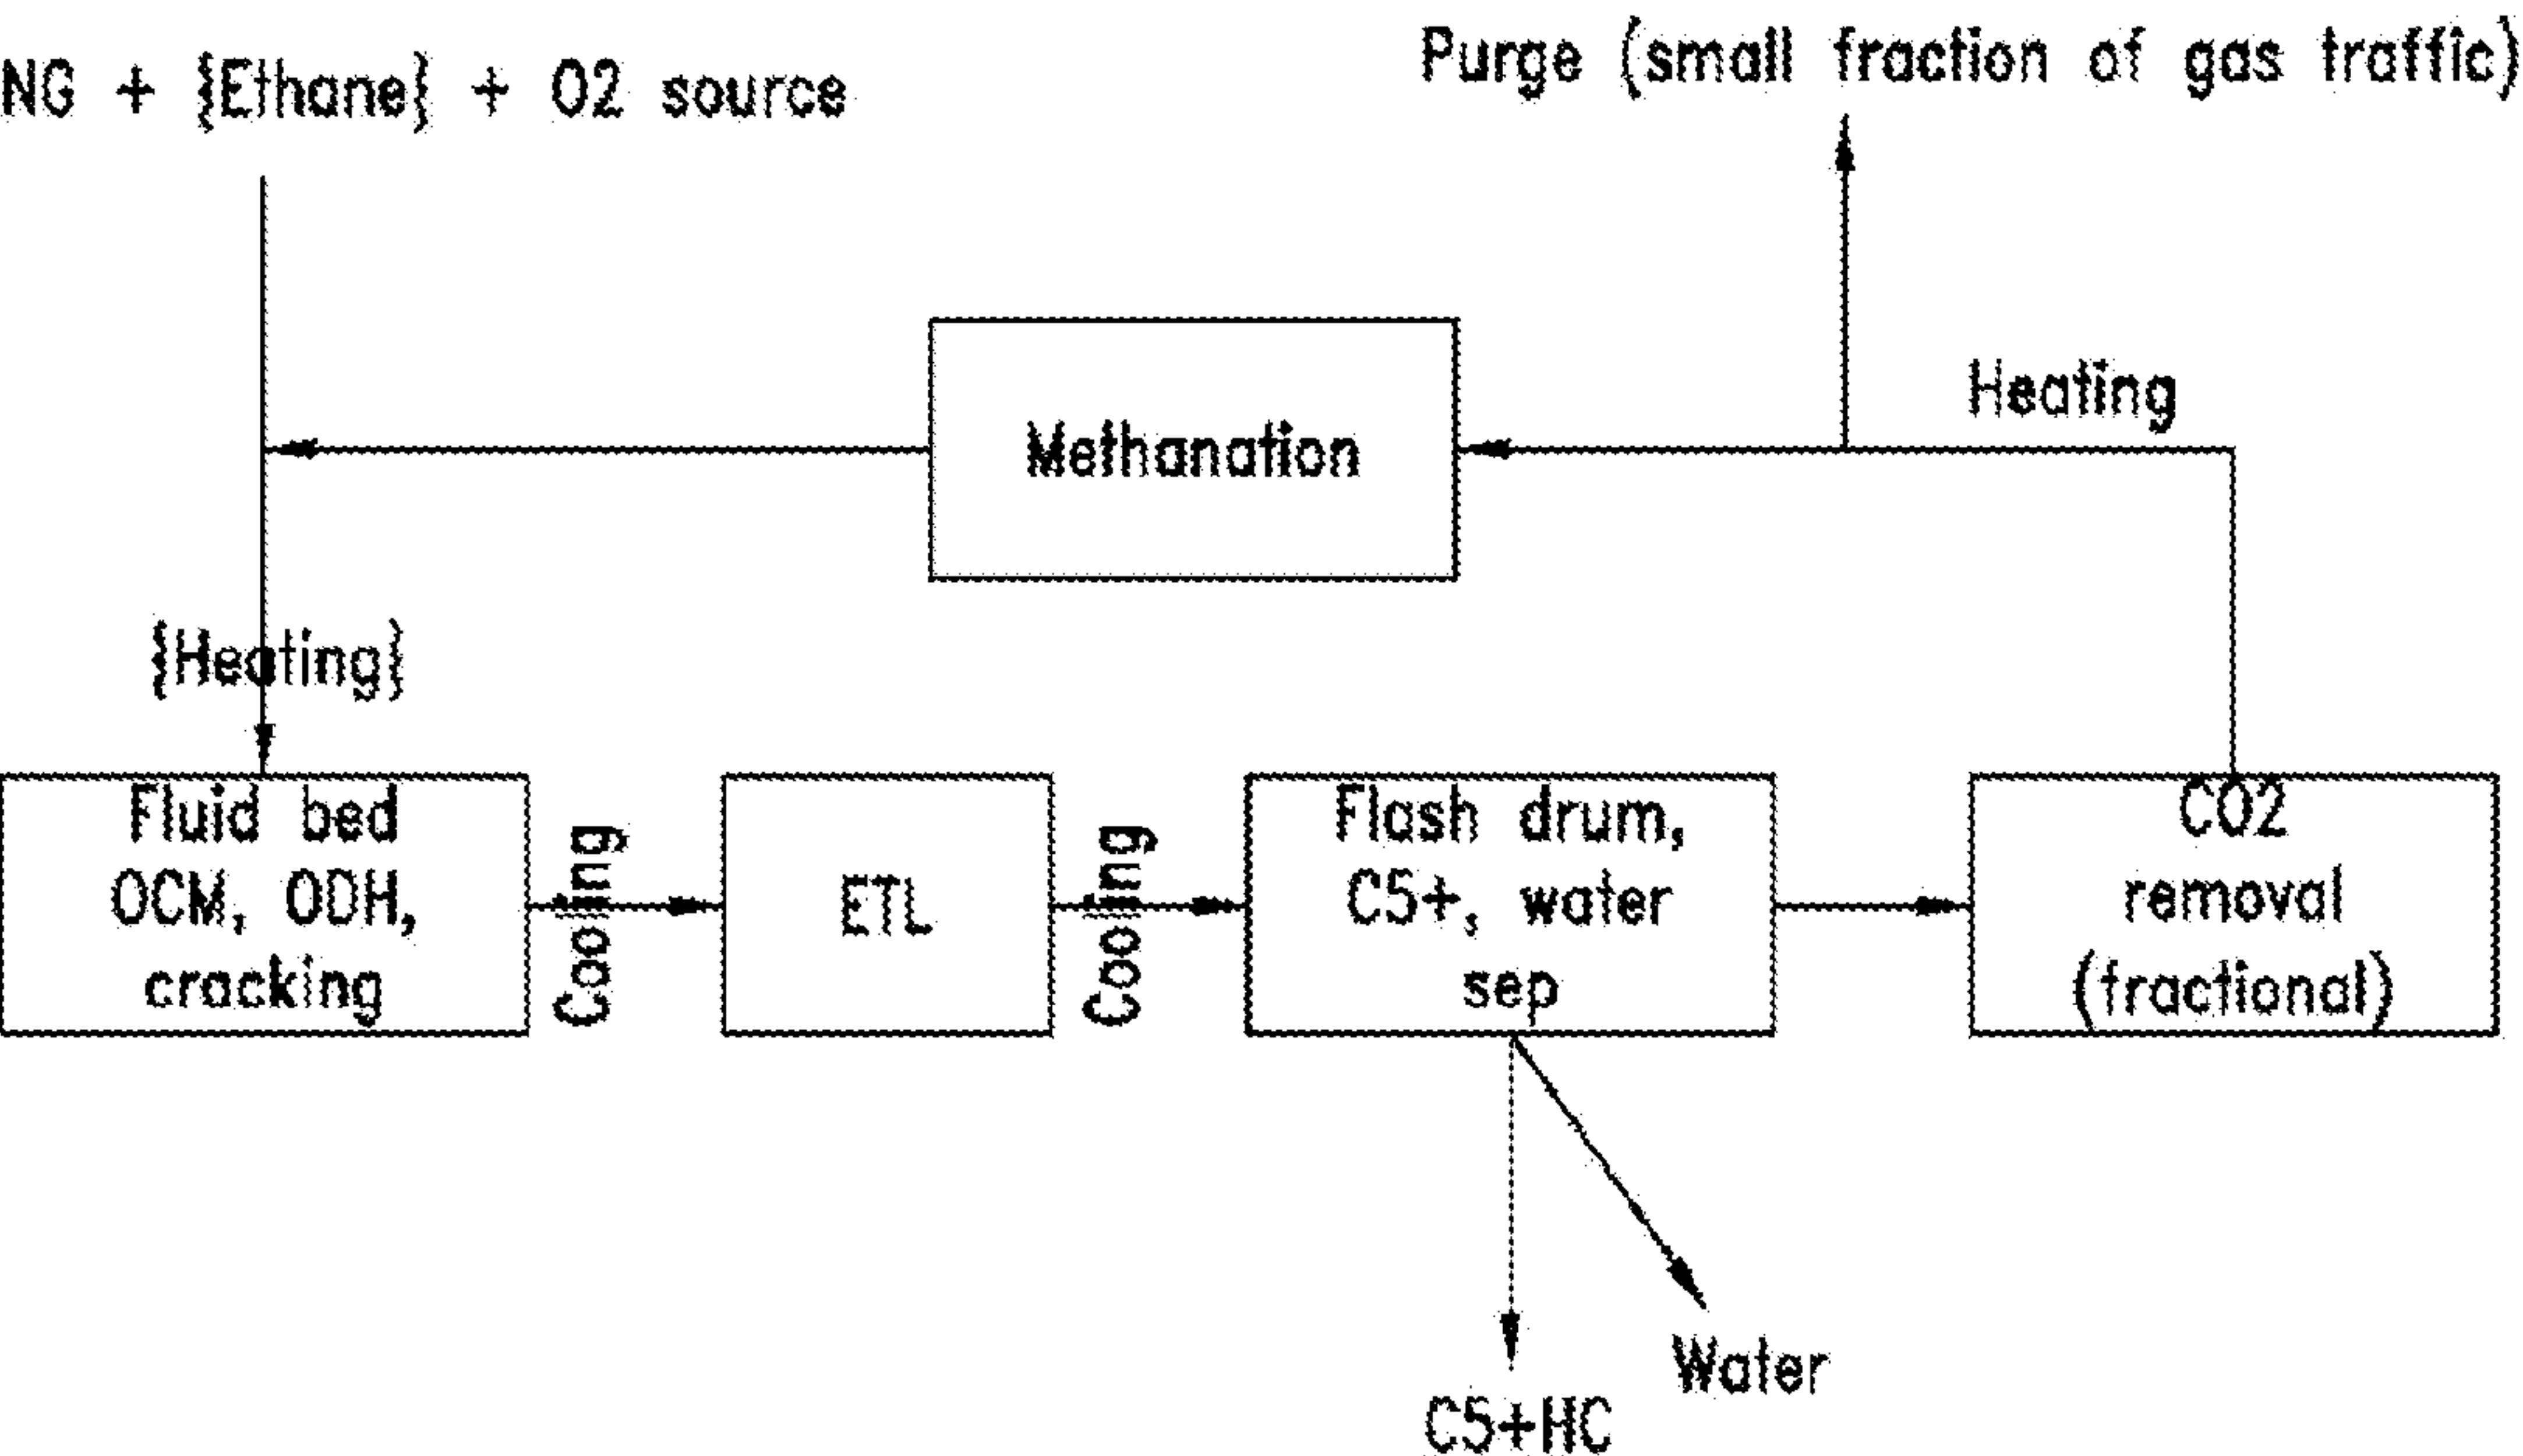 NG + {Ethane} + O2 source
Purge (small fraction of gas traffic)
Heating
Methanation
{Heating}
Fluid bed
OCM, ODH,
cracking
Cooling
ETL
Cooling
Flash drum,
C5+, water
sep
CO2
removal
(fractional)
Water
C5+HC